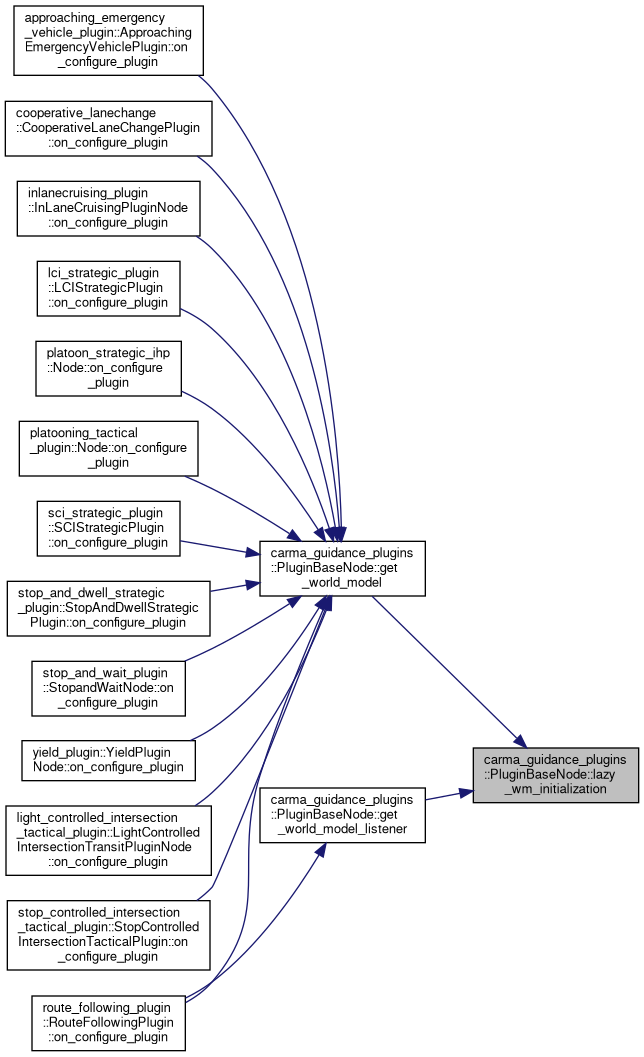 approaching_emergency
_vehicle_plugin::Approaching
EmergencyVehiclePlugin::on
_configure_plugin
cooperative_lanechange
::CooperativeLaneChangePlugin
::on_configure_plugin
inlanecruising_plugin
::InLaneCruisingPluginNode
::on_configure_plugin
lci_strategic_plugin
::LCIStrategicPlugin
::on_configure_plugin
platoon_strategic_ihp
::Node::on_configure
_plugin
platooning_tactical
_plugin::Node::on_configure
_plugin
sci_strategic_plugin
::SCIStrategicPlugin
::on_configure_plugin
stop_and_dwell_strategic
_plugin::StopAndDwellStrategic
Plugin::on_configure_plugin
stop_and_wait_plugin
::StopandWaitNode::on
_configure_plugin
yield_plugin::YieldPlugin
Node::on_configure_plugin
light_controlled_intersection
_tactical_plugin::LightControlled
IntersectionTransitPluginNode
::on_configure_plugin
stop_controlled_intersection
_tactical_plugin::StopControlled
IntersectionTacticalPlugin::on
_configure_plugin
route_following_plugin
::RouteFollowingPlugin
::on_configure_plugin
carma_guidance_plugins
::PluginBaseNode::get
_world_model
carma_guidance_plugins
::PluginBaseNode::get
_world_model_listener
carma_guidance_plugins
::PluginBaseNode::lazy
_wm_initialization